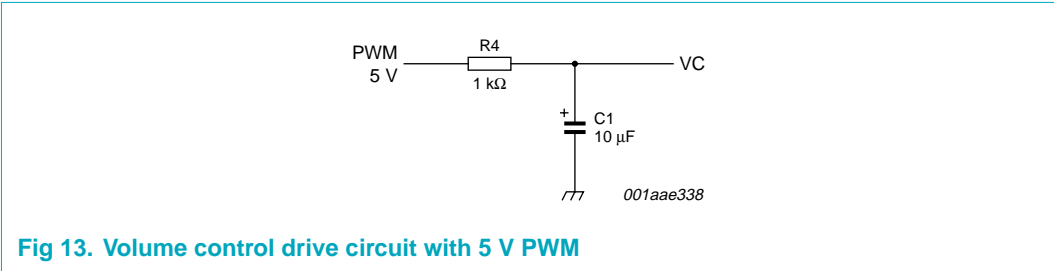 PWM
5 V
R4
1 kΩ
VC
+
C1
10 μF
001aae338
Fig 13. Volume control drive circuit with 5 V PWM